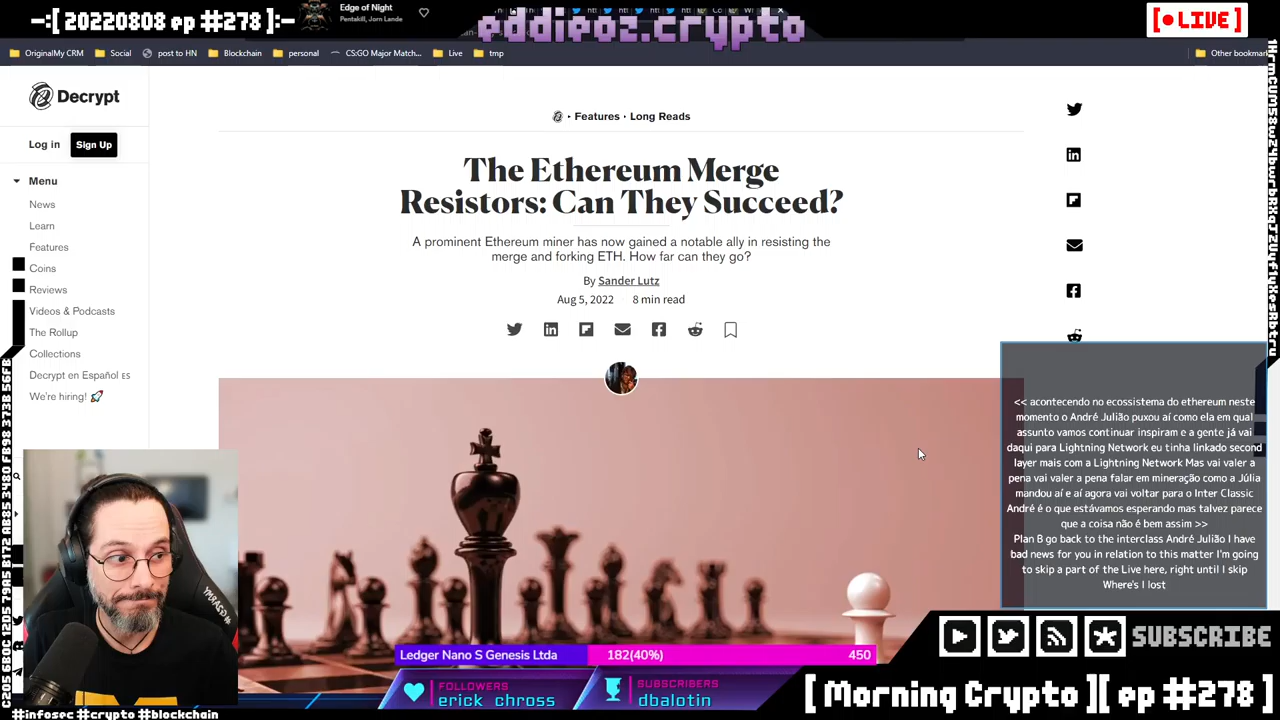 –:[ 20220808 ep #278 ]:–
Edge of Night
Pentakill, Jorn Lande
eddieoz.crypto
[● LIVE ]
OriginalMy CRM
Social
post to HN
Blockchain
personal
CS:GO Major Match...
Live
tmp
Other bookmar
Decrypt
Log in
Sign Up
Menu
News
Learn
Features
Coins
Reviews
Videos & Podcasts
The Rollup
Collections
Decrypt en Español ES
We're hiring! 🚀
Features • Long Reads
The Ethereum Merge
Resistors: Can They Succeed?
A prominent Ethereum miner has now gained a notable ally in resisting the
merge and forking ETH. How far can they go?
By Sander Lutz
Aug 5, 2022
8 min read
<< acontecendo no ecossistema do ethereum neste
momento o André Julião puxou aí como ela em qual
assunto vamos continuar inspiram e a gente já vai
daqui para Lightning Network eu tinha linkado second
layer mais com a Lightning Network Mas vai valer a
pena vai valer a pena falar em mineração como a Júlia
mandou aí e aí agora vai voltar para o Inter Classic
André é o que estávamos esperando mas talvez parece
que a coisa não é bem assim >>
Plan B go back to the interclass André Julião I have
bad news for you in relation to this matter I'm going
to skip a part of the Live here, right until I skip
Where's I lost
Ledger Nano S Genesis Ltda
182(40%)
450
FOLLOWERS
erick_chross
SUBSCRIBERS
dbalotin
SUBSCRIBE
[ Morning Crypto ][ ep #278 ]
#infosec #crypto #blockchain